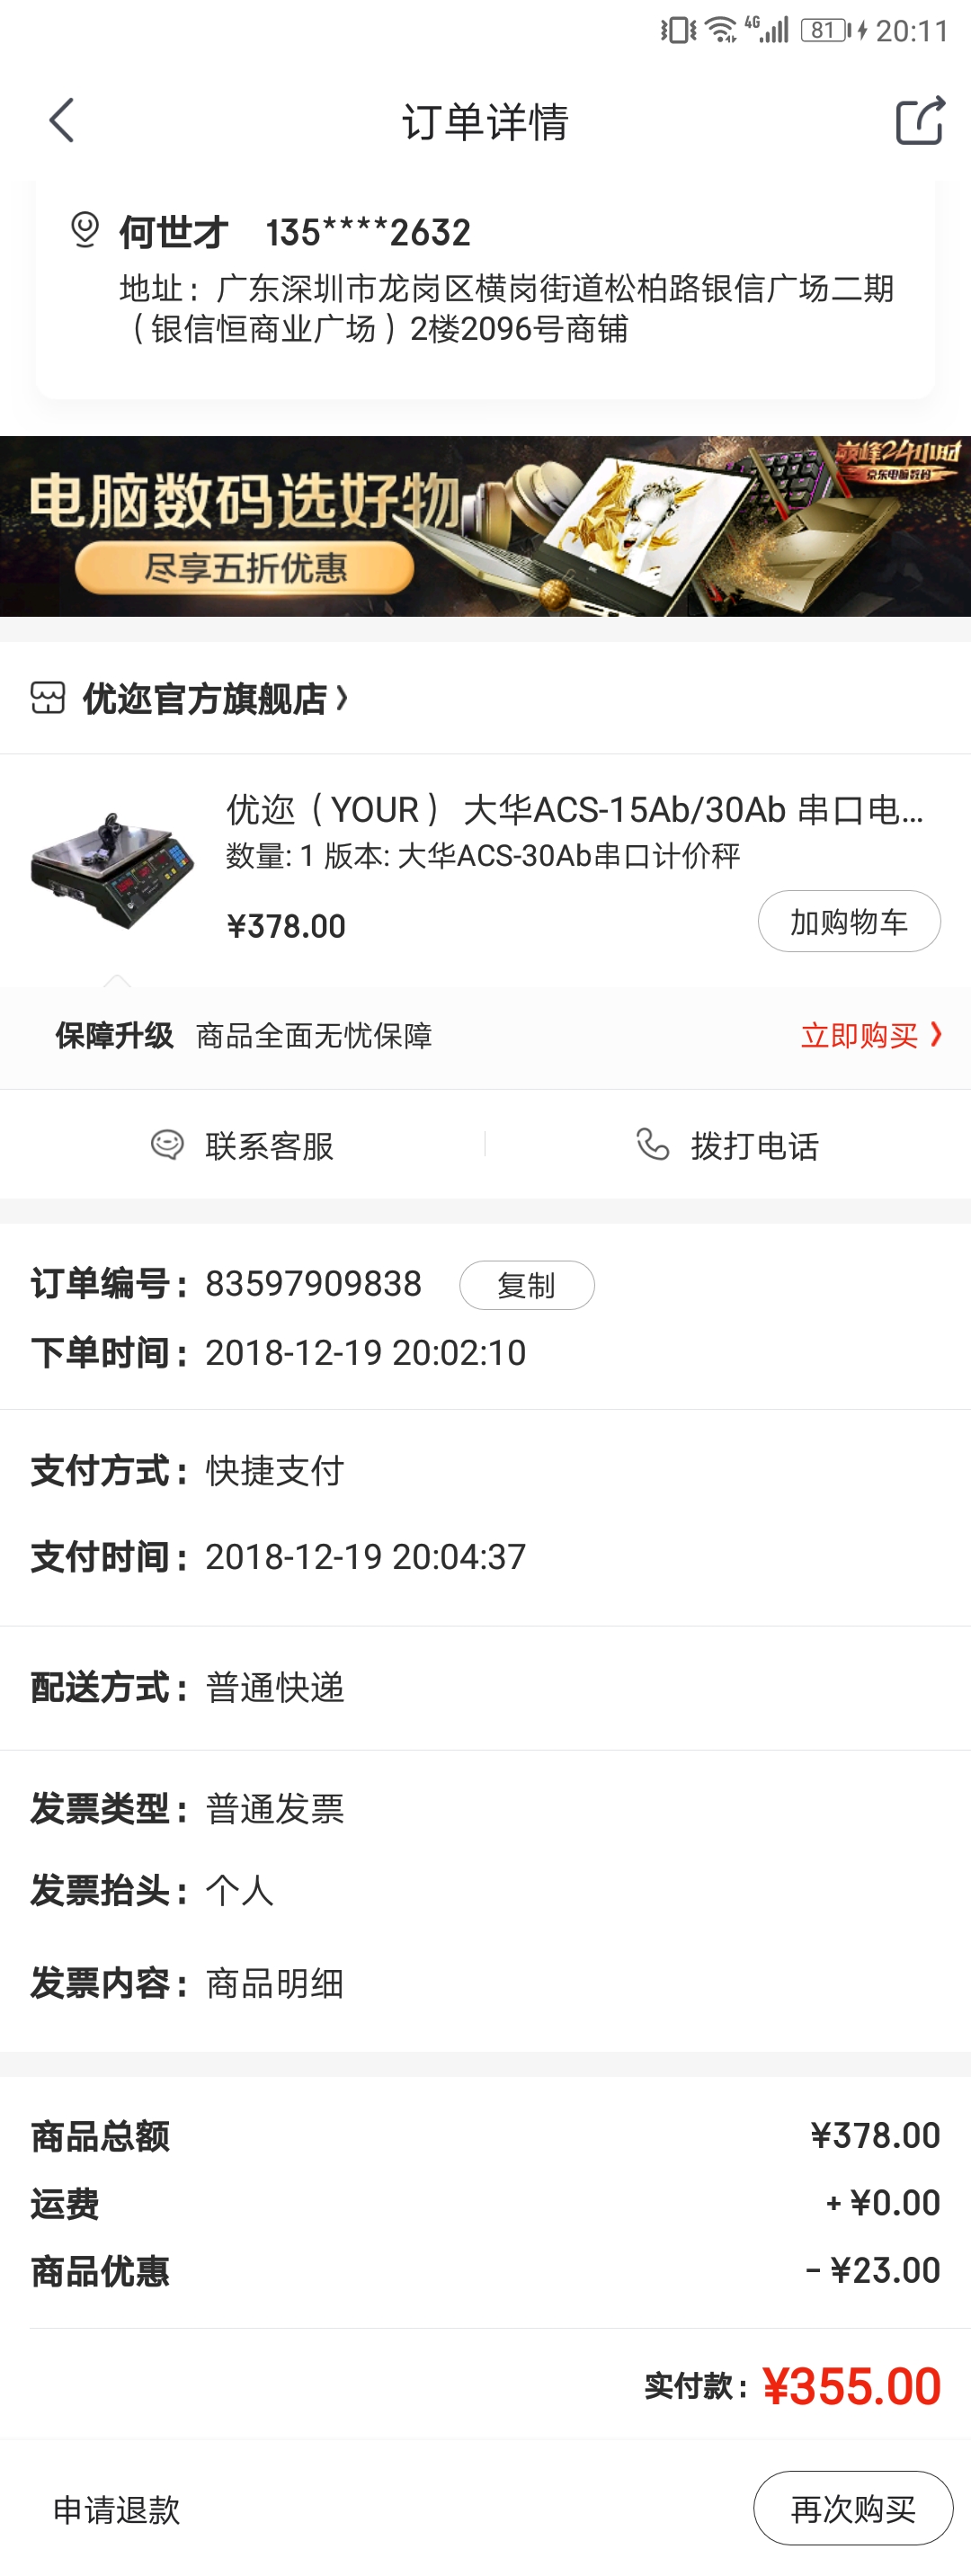 4G 81 20:11
订单详情
何世才 135****2632
地址：广东深圳市龙岗区横岗街道松柏路银信广场二期
（银信恒商业广场）2楼2096号商铺
巅峰24小时
京东电脑数码
电脑数码选好物
尽享五折优惠
优迩官方旗舰店
优迩（YOUR） 大华ACS-15Ab/30Ab 串口电...
数量: 1 版本: 大华ACS-30Ab串口计价秤
¥378.00
加购物车
保障升级 商品全面无忧保障 立即购买
联系客服 拨打电话
订单编号：83597909838 复制
下单时间：2018-12-19 20:02:10
支付方式：快捷支付
支付时间：2018-12-19 20:04:37
配送方式：普通快递
发票类型：普通发票
发票抬头：个人
发票内容：商品明细
商品总额 ¥378.00
运费 + ¥0.00
商品优惠 - ¥23.00
实付款：¥355.00
申请退款 再次购买